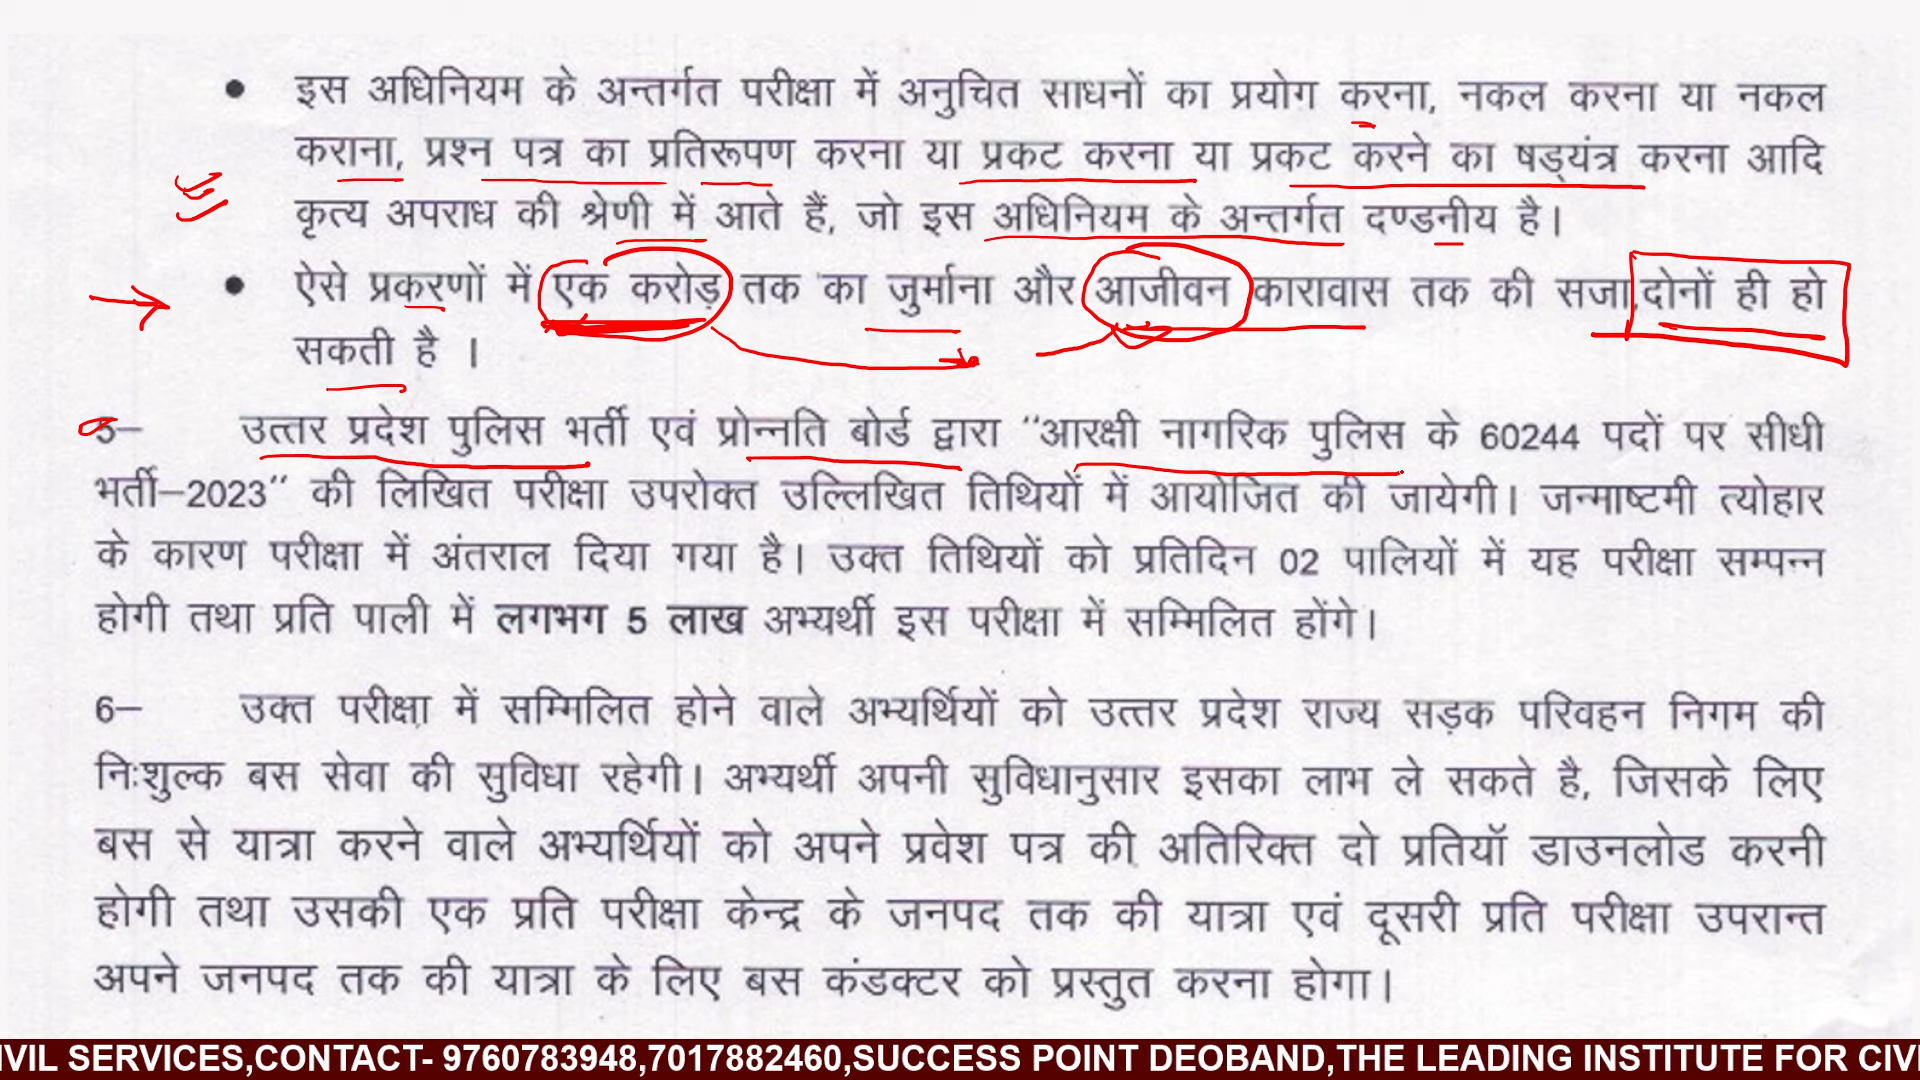 • इस अधिनियम के अन्तर्गत परीक्षा में अनुचित साधनों का प्रयोग करना, नकल करना या नकल
कराना, प्रश्न पत्र का प्रतिरूपण करना या प्रकट करना या प्रकट करने का षड्यंत्र करना आदि
कृत्य अपराध की श्रेणी में आते हैं, जो इस अधिनियम के अन्तर्गत दण्डनीय है।
• ऐसे प्रकरणों में एक करोड़ तक का जुर्माना और आजीवन कारावास तक की सजा,दोनों ही हो
सकती है ।
5– उत्तर प्रदेश पुलिस भर्ती एवं प्रोन्नति बोर्ड द्वारा "आरक्षी नागरिक पुलिस के 60244 पदों पर सीधी
भर्ती–2023" की लिखित परीक्षा उपरोक्त उल्लिखित तिथियों में आयोजित की जायेगी। जन्माष्टमी त्योहार
के कारण परीक्षा में अंतराल दिया गया है। उक्त तिथियों को प्रतिदिन 02 पालियों में यह परीक्षा सम्पन्न
होगी तथा प्रति पाली में लगभग 5 लाख अभ्यर्थी इस परीक्षा में सम्मिलित होंगे।
6– उक्त परीक्षा में सम्मिलित होने वाले अभ्यर्थियों को उत्तर प्रदेश राज्य सड़क परिवहन निगम की
निःशुल्क बस सेवा की सुविधा रहेगी। अभ्यर्थी अपनी सुविधानुसार इसका लाभ ले सकते है, जिसके लिए
बस से यात्रा करने वाले अभ्यर्थियों को अपने प्रवेश पत्र की अतिरिक्त दो प्रतियॉ डाउनलोड करनी
होगी तथा उसकी एक प्रति परीक्षा केन्द्र के जनपद तक की यात्रा एवं दूसरी प्रति परीक्षा उपरान्त
अपने जनपद तक की यात्रा के लिए बस कंडक्टर को प्रस्तुत करना होगा।
IVIL SERVICES,CONTACT- 9760783948,7017882460,SUCCESS POINT DEOBAND,THE LEADING INSTITUTE FOR CIVI